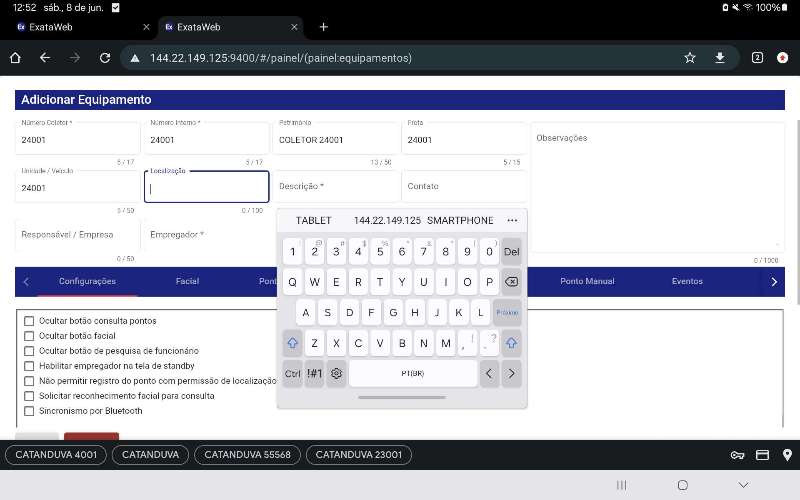 12:52 sáb., 8 de jun. 100%
ExataWeb
ExataWeb
144.22.149.125:9400/#/painel/(painel:equipamentos)
2
Adicionar Equipamento
Número Coletor *
24001
5 / 17
Número Interno *
24001
5 / 17
Patrimônio
COLETOR 24001
13 / 50
Frota
24001
5 / 15
Observações
0 / 1000
Unidade / Veículo
24001
5 / 50
Localização
0 / 100
Descrição *
Contato
Responsável / Empresa
0 / 50
Empregador *
Configurações Facial Pont Ponto Manual Eventos
Ocultar botão consulta pontos
Ocultar botão facial
Ocultar botão de pesquisa de funcionário
Habilitar empregador na tela de standby
Não permitir registro do ponto com permissão de localização
Solicitar reconhecimento facial para consulta
Sincronismo por Bluetooth
TABLET 144.22.149.125 SMARTPHONE ...
1 2 3 4 5 6 7 8 9 0 Del
Q W E R T Y U I O P
A S D F G H J K L Próximo
Z X C V B N M , ! . ?
Ctrl !#1 PT(BR) < >
CATANDUVA 4001 CATANDUVA CATANDUVA 55568 CATANDUVA 23001